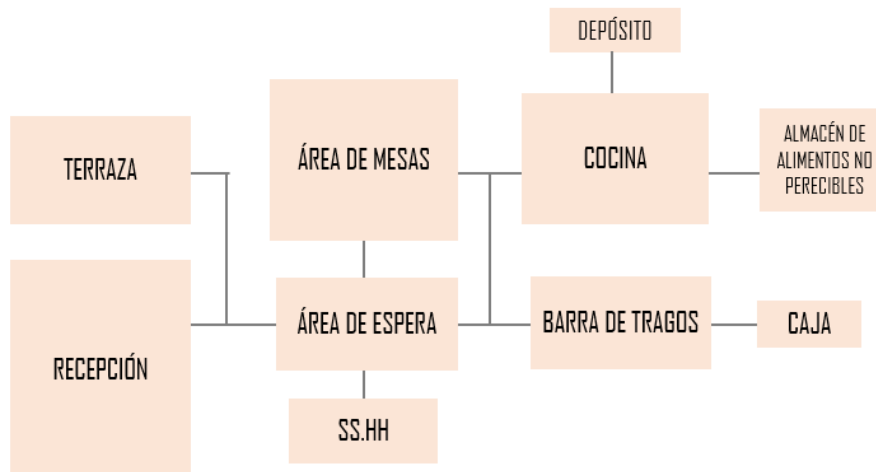 DEPÓSITO
TERRAZA
ÁREA DE MESAS
COCINA
ALMACÉN DE
ALIMENTOS NO
PERECIBLES
RECEPCIÓN
ÁREA DE ESPERA
BARRA DE TRAGOS
CAJA
SS.HH